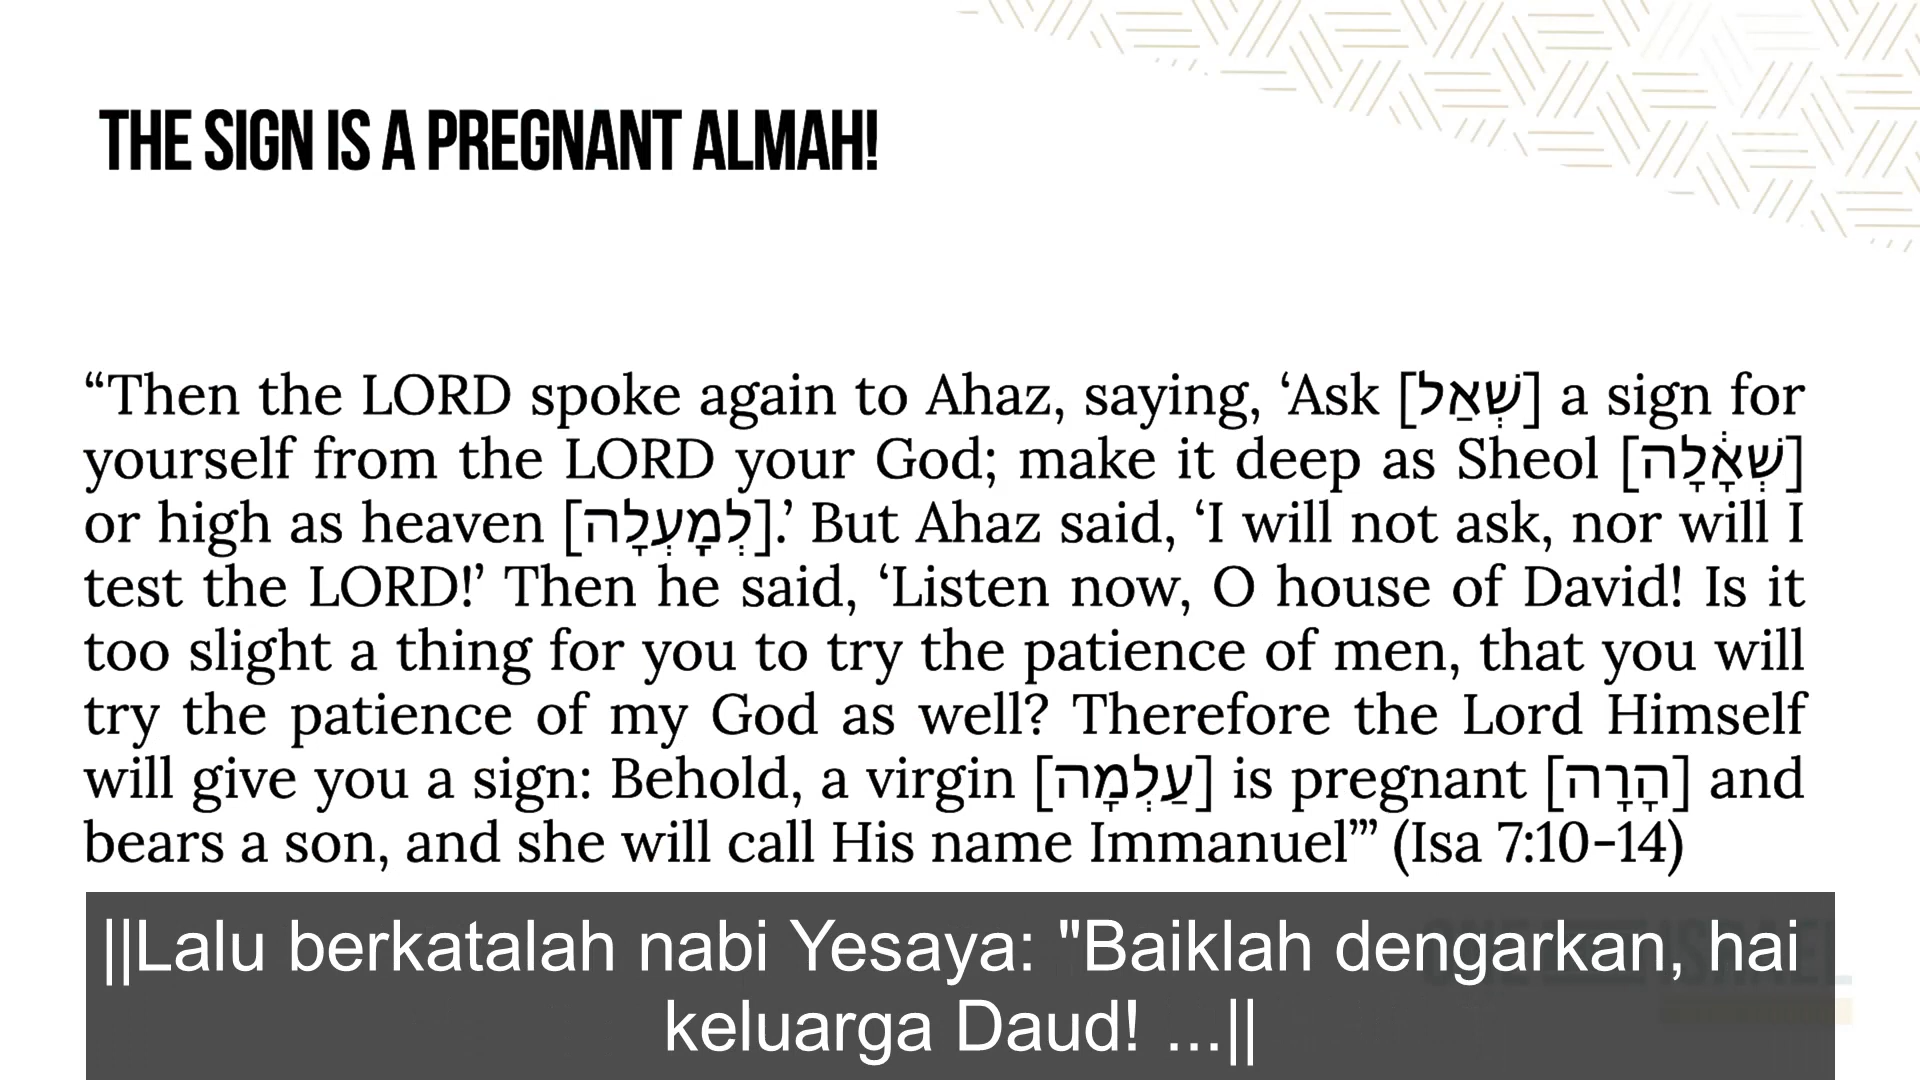 THE SIGN IS A PREGNANT ALMAH!
“Then the LORD spoke again to Ahaz, saying, ‘Ask [שְׁאַל] a sign for
yourself from the LORD your God; make it deep as Sheol [שְׁאָ֔לָה]
or high as heaven [לְמָעְלָה].’ But Ahaz said, ‘I will not ask, nor will I
test the LORD!’ Then he said, ‘Listen now, O house of David! Is it
too slight a thing for you to try the patience of men, that you will
try the patience of my God as well? Therefore the Lord Himself
will give you a sign: Behold, a virgin [עַלְמָה] is pregnant [הָרָה] and
bears a son, and she will call His name Immanuel’” (Isa 7:10-14)
||Lalu berkatalah nabi Yesaya: "Baiklah dengarkan, hai
keluarga Daud! ...||